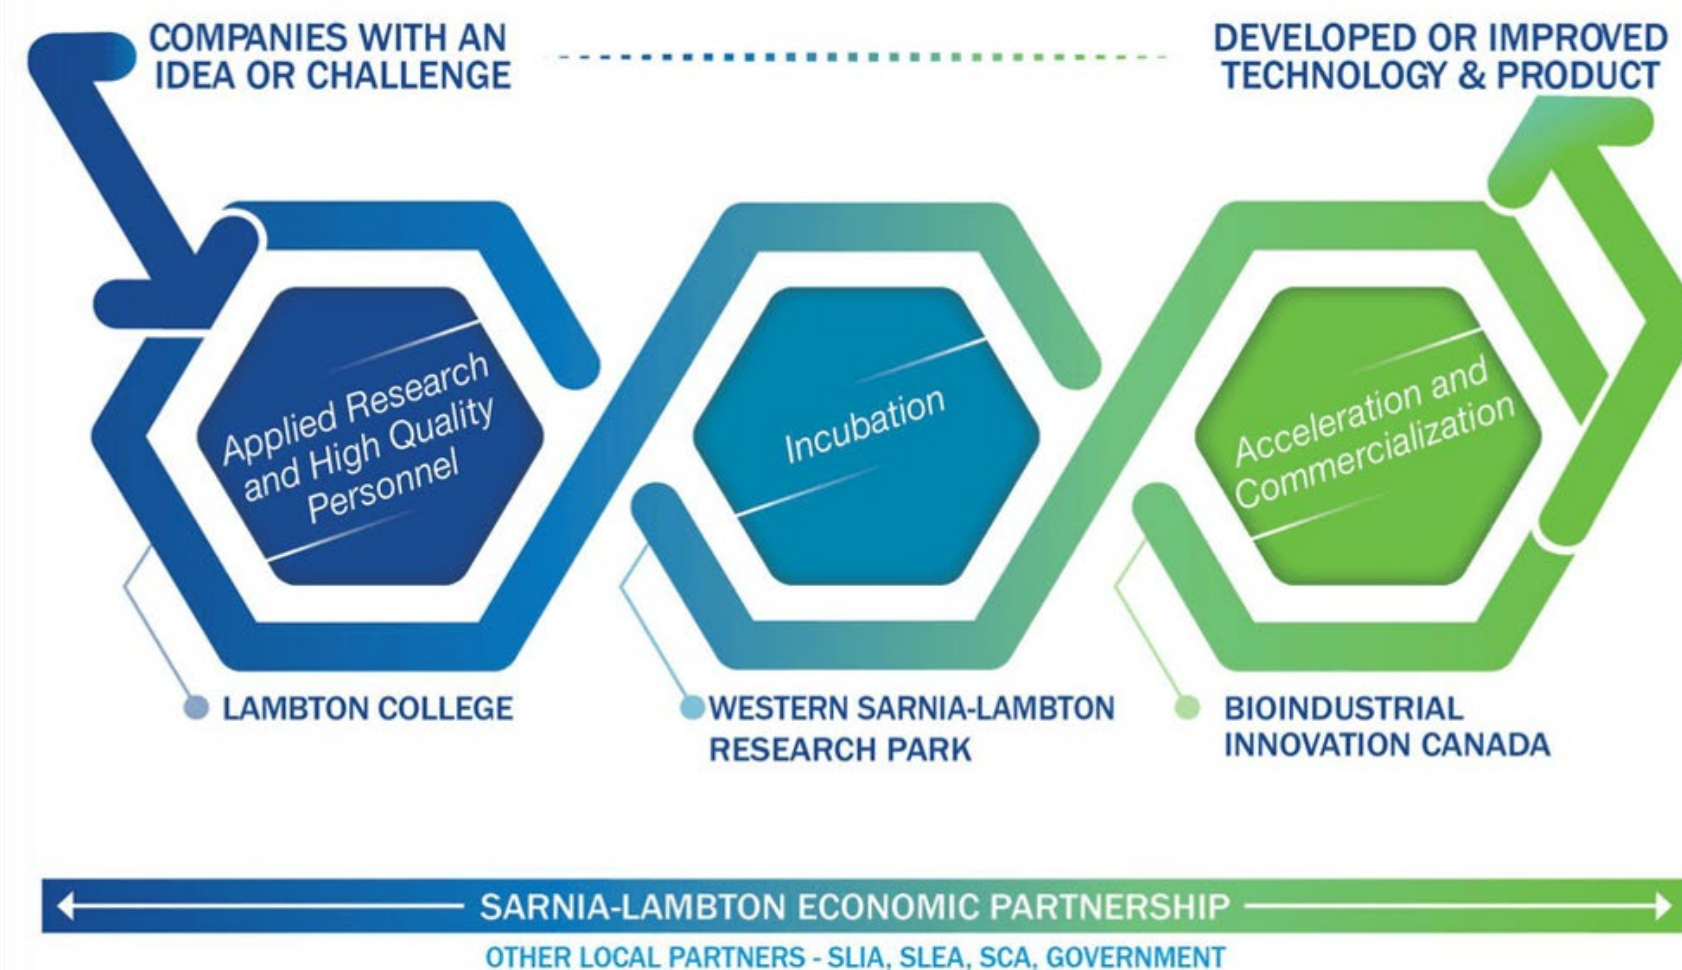 COMPANIES WITH AN
IDEA OR CHALLENGE
DEVELOPED OR IMPROVED
TECHNOLOGY & PRODUCT
Applied Research
and High Quality
Personnel
Incubation
Acceleration and
Commercialization
LAMBTON COLLEGE
WESTERN SARNIA-LAMBTON
RESEARCH PARK
BIOINDUSTRIAL
INNOVATION CANADA
SARNIA-LAMBTON ECONOMIC PARTNERSHIP
OTHER LOCAL PARTNERS - SLIA, SLEA, SCA, GOVERNMENT